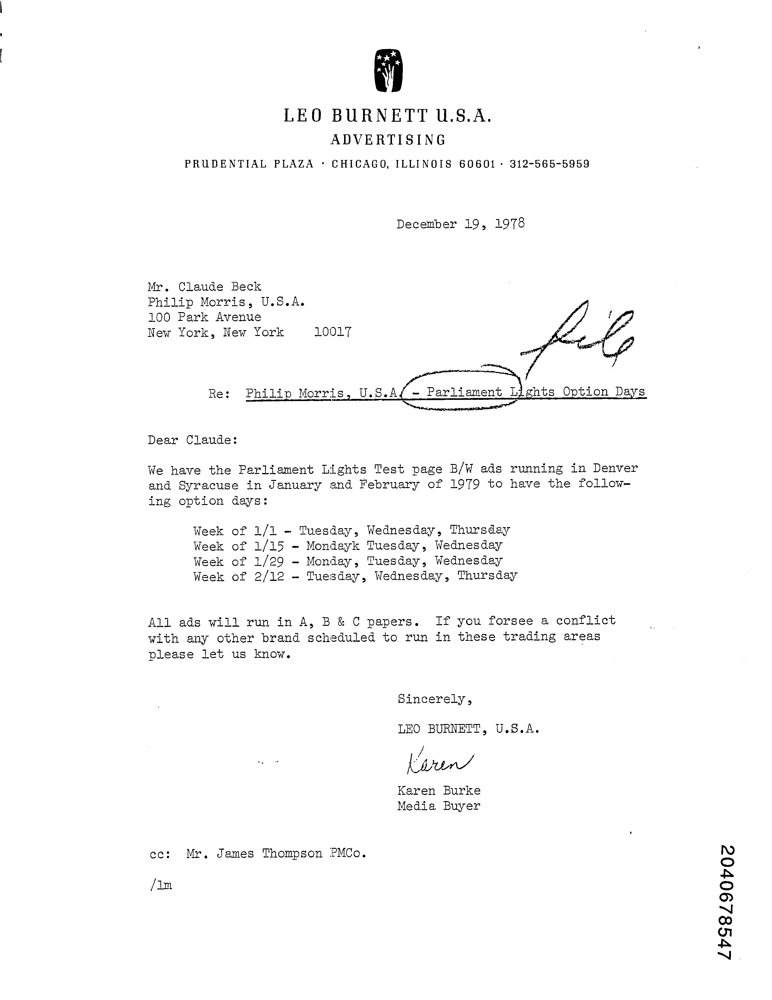 LEO BURNETT U.S.A.
ADVERTISING
PRUDENTIAL PLAZA · CHICAGO, ILLINOIS 60601 · 312-565-5959
December 19, 1978
Mr. Claude Beck
Philip Morris, U.S.A.
100 Park Avenue
New York, New York 10017
file
Re: Philip Morris, U.S.A. - Parliament Lights Option Days
Dear Claude:
We have the Parliament Lights Test page B/W ads running in Denver
and Syracuse in January and February of 1979 to have the follow-
ing option days:
Week of 1/1 - Tuesday, Wednesday, Thursday
Week of 1/15 - Mondayk Tuesday, Wednesday
Week of 1/29 - Monday, Tuesday, Wednesday
Week of 2/12 - Tuesday, Wednesday, Thursday
All ads will run in A, B & C papers. If you forsee a conflict
with any other brand scheduled to run in these trading areas
please let us know.
Sincerely,
LEO BURNETT, U.S.A.
Karen
Karen Burke
Media Buyer
cc: Mr. James Thompson PMCo.
/lm
2040678547